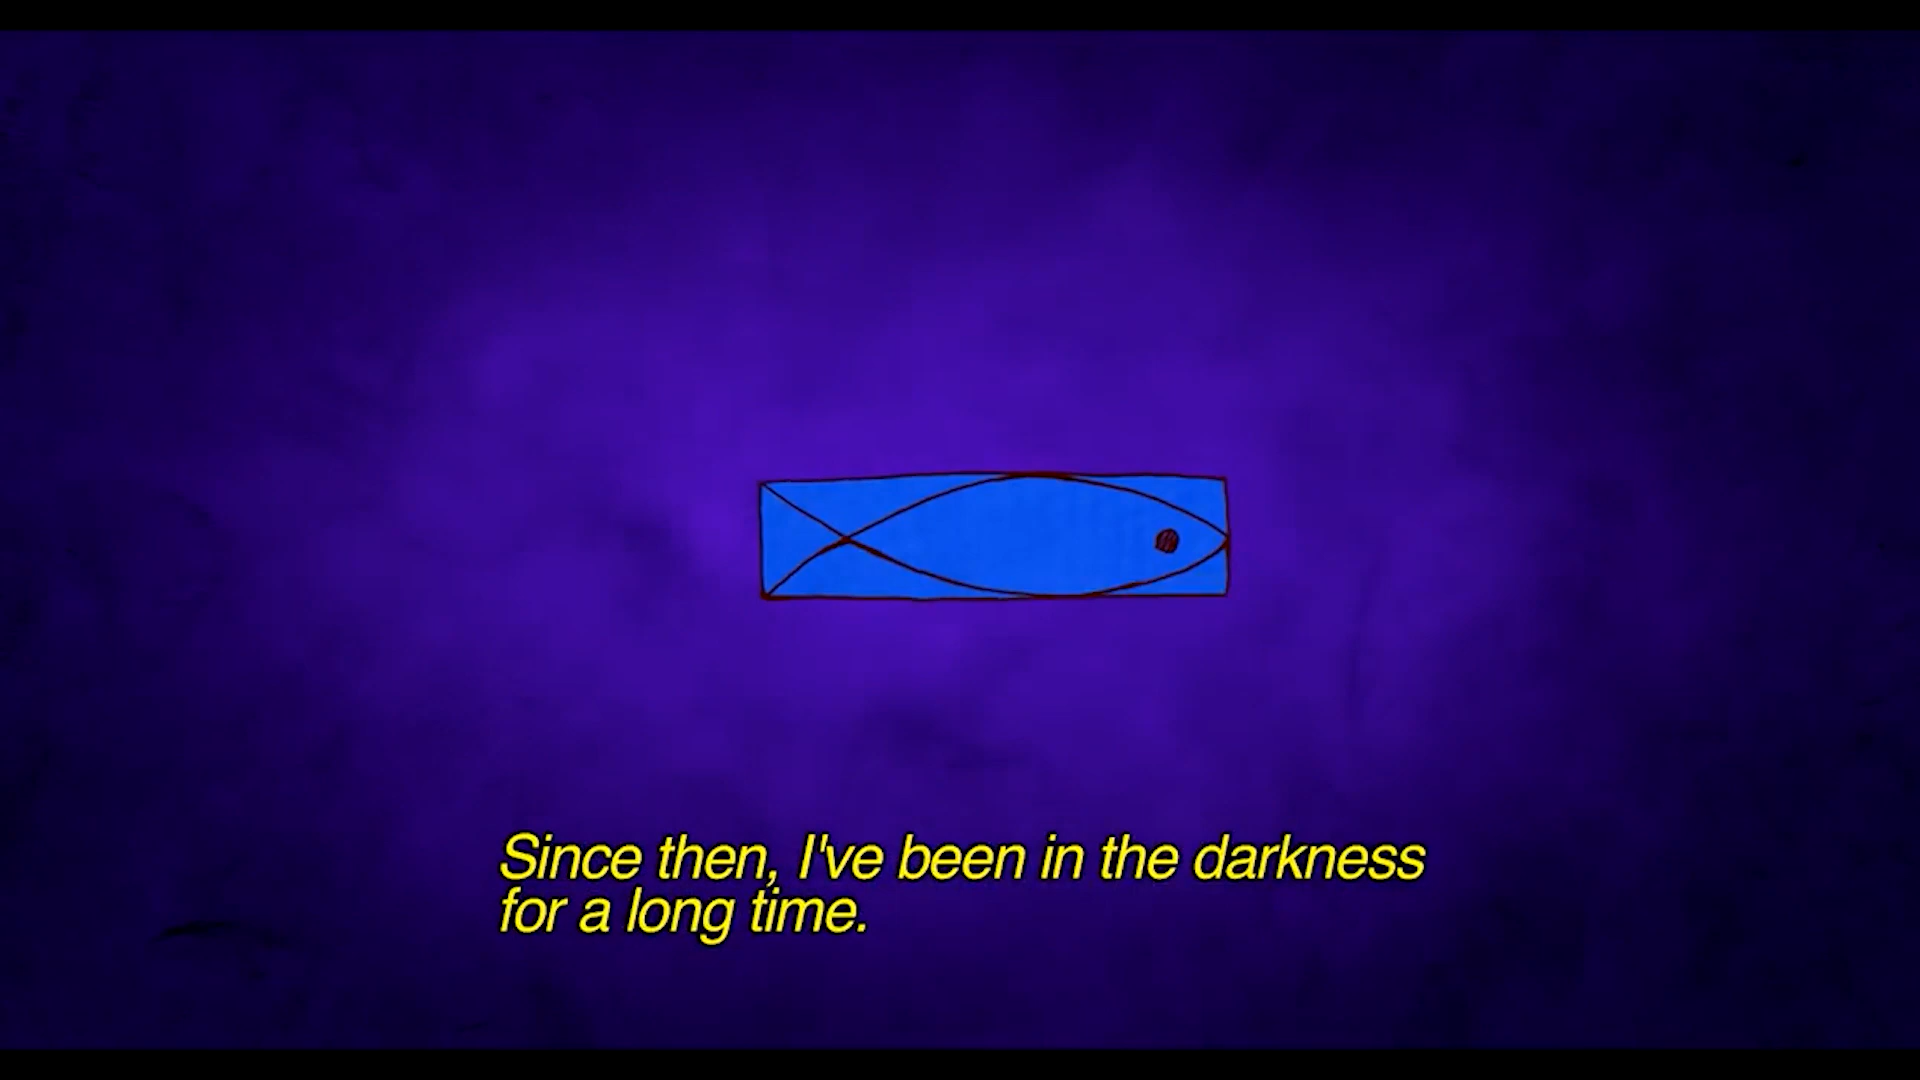 Since then, I've been in the darkness
for a long time.